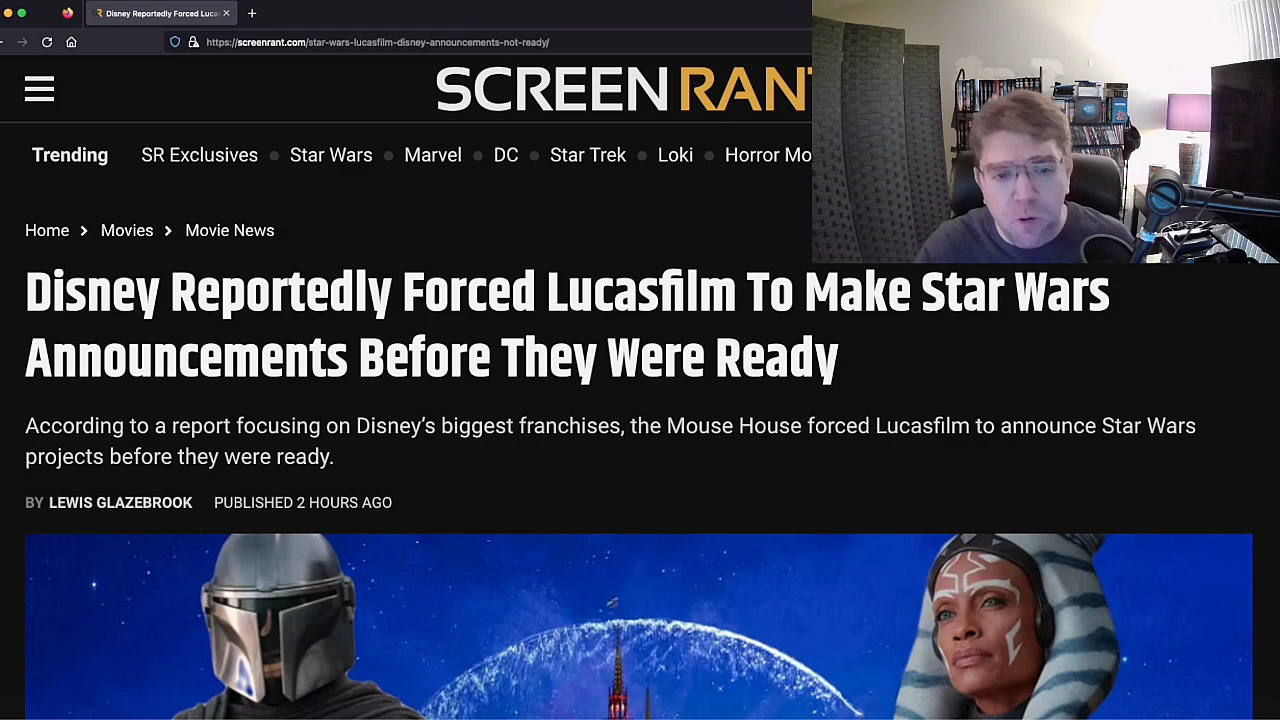 Disney Reportedly Forced Lucas
https://screenrant.com/star-wars-lucasfilm-disney-announcements-not-ready/
SCREEN RAN
Trending SR Exclusives Star Wars Marvel DC Star Trek Loki Horror Mo
Home > Movies > Movie News
Disney Reportedly Forced Lucasfilm To Make Star Wars
Announcements Before They Were Ready
According to a report focusing on Disney’s biggest franchises, the Mouse House forced Lucasfilm to announce Star Wars
projects before they were ready.
BY LEWIS GLAZEBROOK PUBLISHED 2 HOURS AGO